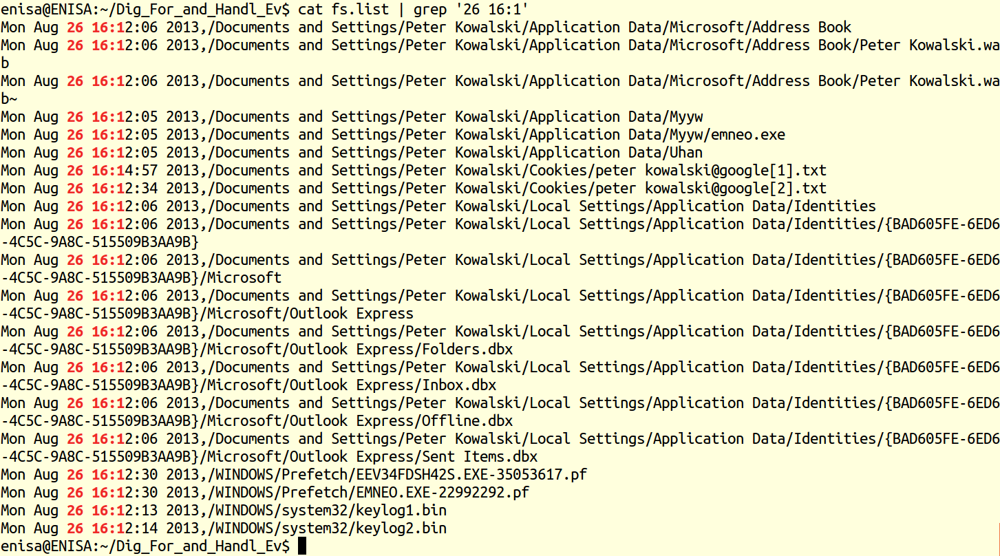 enisa@ENISA:~/Dig_For_and_Handl_Ev$ cat fs.list | grep '26 16:1'
Mon Aug 26 16:12:06 2013,/Documents and Settings/Peter Kowalski/Application Data/Microsoft/Address Book
Mon Aug 26 16:12:06 2013,/Documents and Settings/Peter Kowalski/Application Data/Microsoft/Address Book/Peter Kowalski.wa
b
Mon Aug 26 16:12:06 2013,/Documents and Settings/Peter Kowalski/Application Data/Microsoft/Address Book/Peter Kowalski.wa
b~
Mon Aug 26 16:12:05 2013,/Documents and Settings/Peter Kowalski/Application Data/Myyw
Mon Aug 26 16:12:05 2013,/Documents and Settings/Peter Kowalski/Application Data/Myyw/emneo.exe
Mon Aug 26 16:12:05 2013,/Documents and Settings/Peter Kowalski/Application Data/Uhan
Mon Aug 26 16:14:57 2013,/Documents and Settings/Peter Kowalski/Cookies/peter kowalski@google[1].txt
Mon Aug 26 16:12:34 2013,/Documents and Settings/Peter Kowalski/Cookies/peter kowalski@google[2].txt
Mon Aug 26 16:12:06 2013,/Documents and Settings/Peter Kowalski/Local Settings/Application Data/Identities
Mon Aug 26 16:12:06 2013,/Documents and Settings/Peter Kowalski/Local Settings/Application Data/Identities/{BAD605FE-6ED6
-4C5C-9A8C-515509B3AA9B}
Mon Aug 26 16:12:06 2013,/Documents and Settings/Peter Kowalski/Local Settings/Application Data/Identities/{BAD605FE-6ED6
-4C5C-9A8C-515509B3AA9B}/Microsoft
Mon Aug 26 16:12:06 2013,/Documents and Settings/Peter Kowalski/Local Settings/Application Data/Identities/{BAD605FE-6ED6
-4C5C-9A8C-515509B3AA9B}/Microsoft/Outlook Express
Mon Aug 26 16:12:06 2013,/Documents and Settings/Peter Kowalski/Local Settings/Application Data/Identities/{BAD605FE-6ED6
-4C5C-9A8C-515509B3AA9B}/Microsoft/Outlook Express/Folders.dbx
Mon Aug 26 16:12:06 2013,/Documents and Settings/Peter Kowalski/Local Settings/Application Data/Identities/{BAD605FE-6ED6
-4C5C-9A8C-515509B3AA9B}/Microsoft/Outlook Express/Inbox.dbx
Mon Aug 26 16:12:06 2013,/Documents and Settings/Peter Kowalski/Local Settings/Application Data/Identities/{BAD605FE-6ED6
-4C5C-9A8C-515509B3AA9B}/Microsoft/Outlook Express/Offline.dbx
Mon Aug 26 16:12:06 2013,/Documents and Settings/Peter Kowalski/Local Settings/Application Data/Identities/{BAD605FE-6ED6
-4C5C-9A8C-515509B3AA9B}/Microsoft/Outlook Express/Sent Items.dbx
Mon Aug 26 16:12:30 2013,/WINDOWS/Prefetch/EEV34FDSH42S.EXE-35053617.pf
Mon Aug 26 16:12:30 2013,/WINDOWS/Prefetch/EMNEO.EXE-22992292.pf
Mon Aug 26 16:12:13 2013,/WINDOWS/system32/keylog1.bin
Mon Aug 26 16:12:14 2013,/WINDOWS/system32/keylog2.bin
enisa@ENISA:~/Dig_For_and_Handl_Ev$